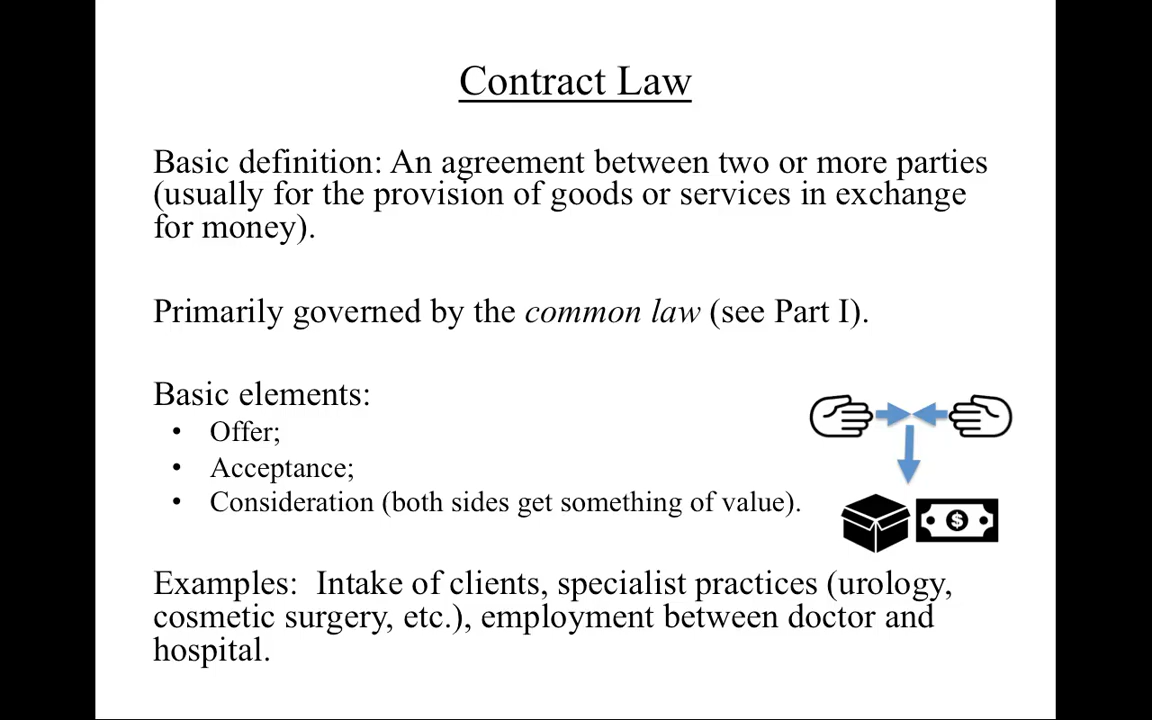 Contract Law
Basic definition: An agreement between two or more parties
(usually for the provision of goods or services in exchange
for money).
Primarily governed by the common law (see Part I).
Basic elements:
• Offer;
• Acceptance;
• Consideration (both sides get something of value).
$
Examples:  Intake of clients, specialist practices (urology,
cosmetic surgery, etc.), employment between doctor and
hospital.